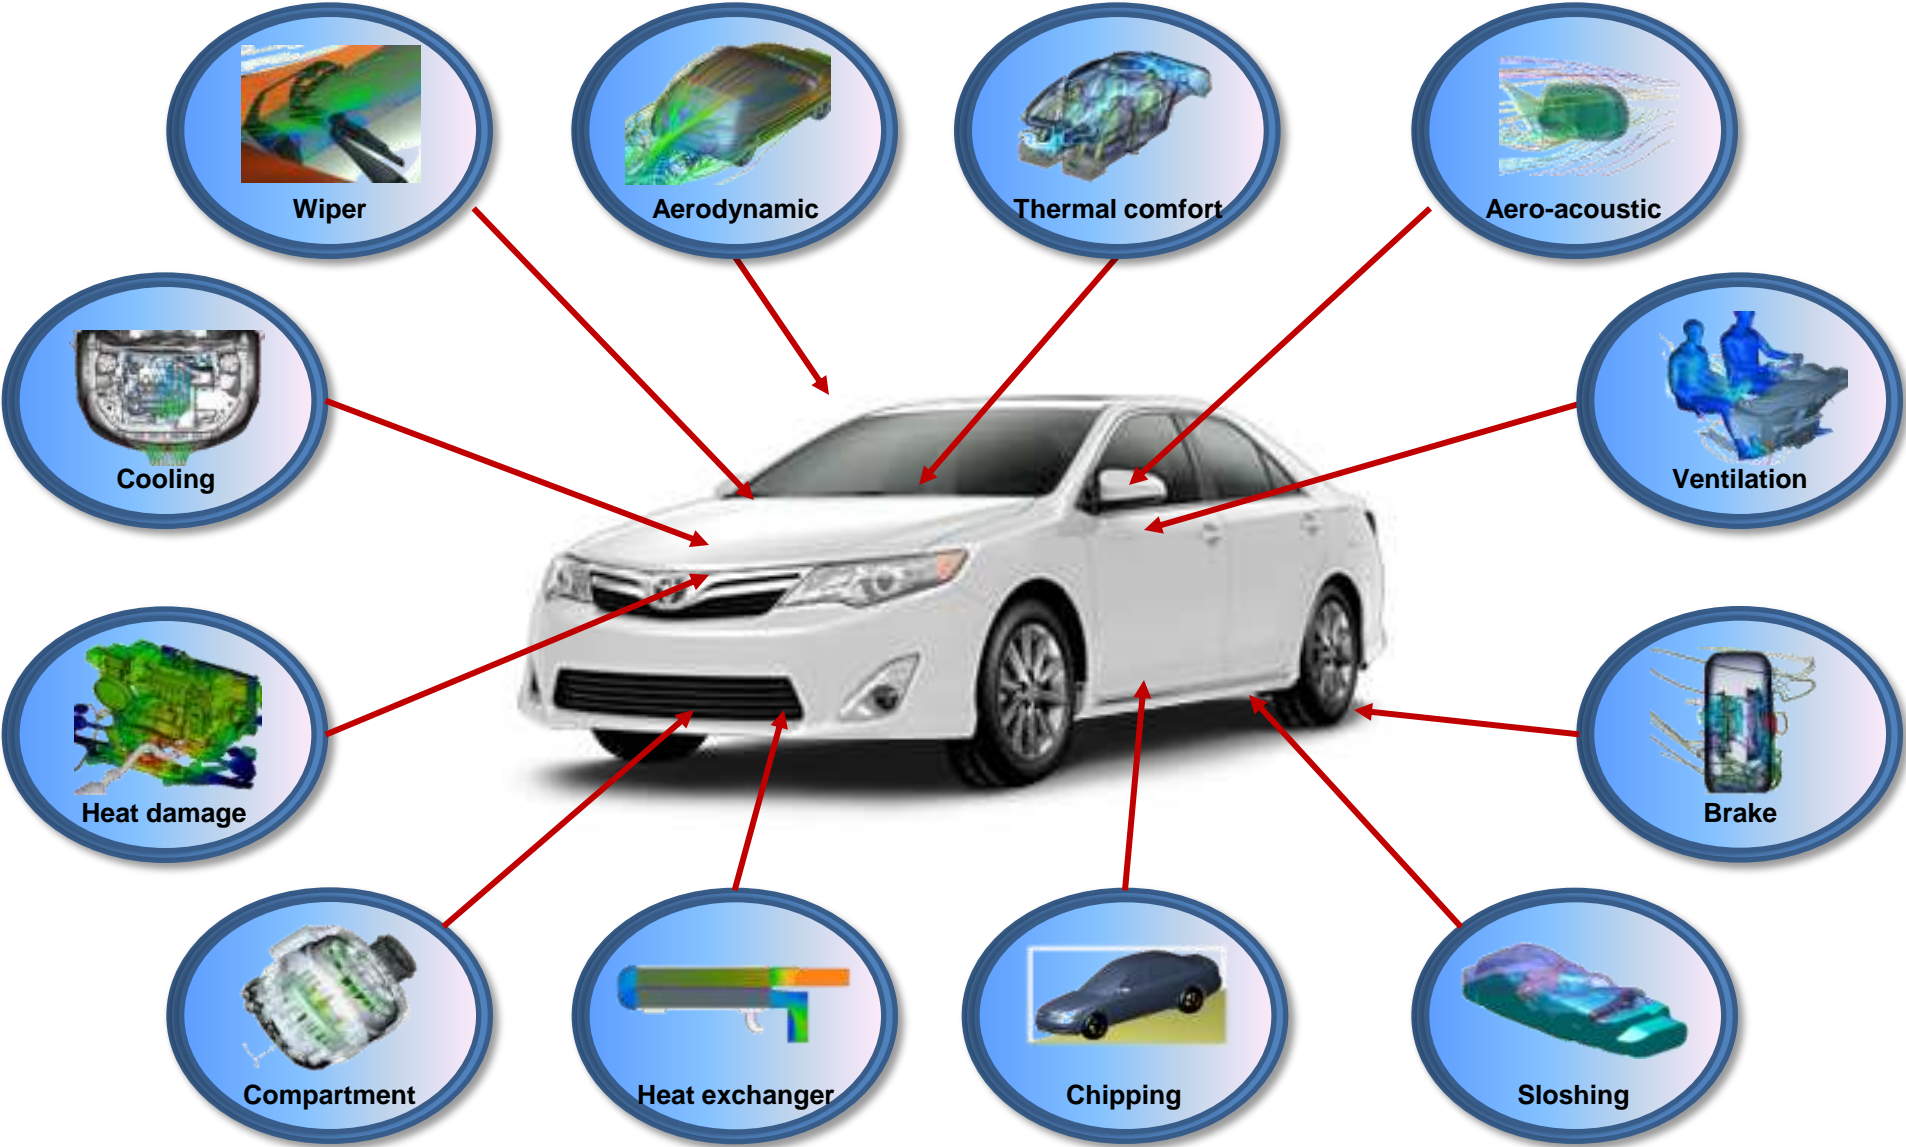 Wiper
Aerodynamic
Thermal comfort
Aero-acoustic
Cooling
Ventilation
Heat damage
Brake
Compartment
Heat exchanger
Chipping
Sloshing